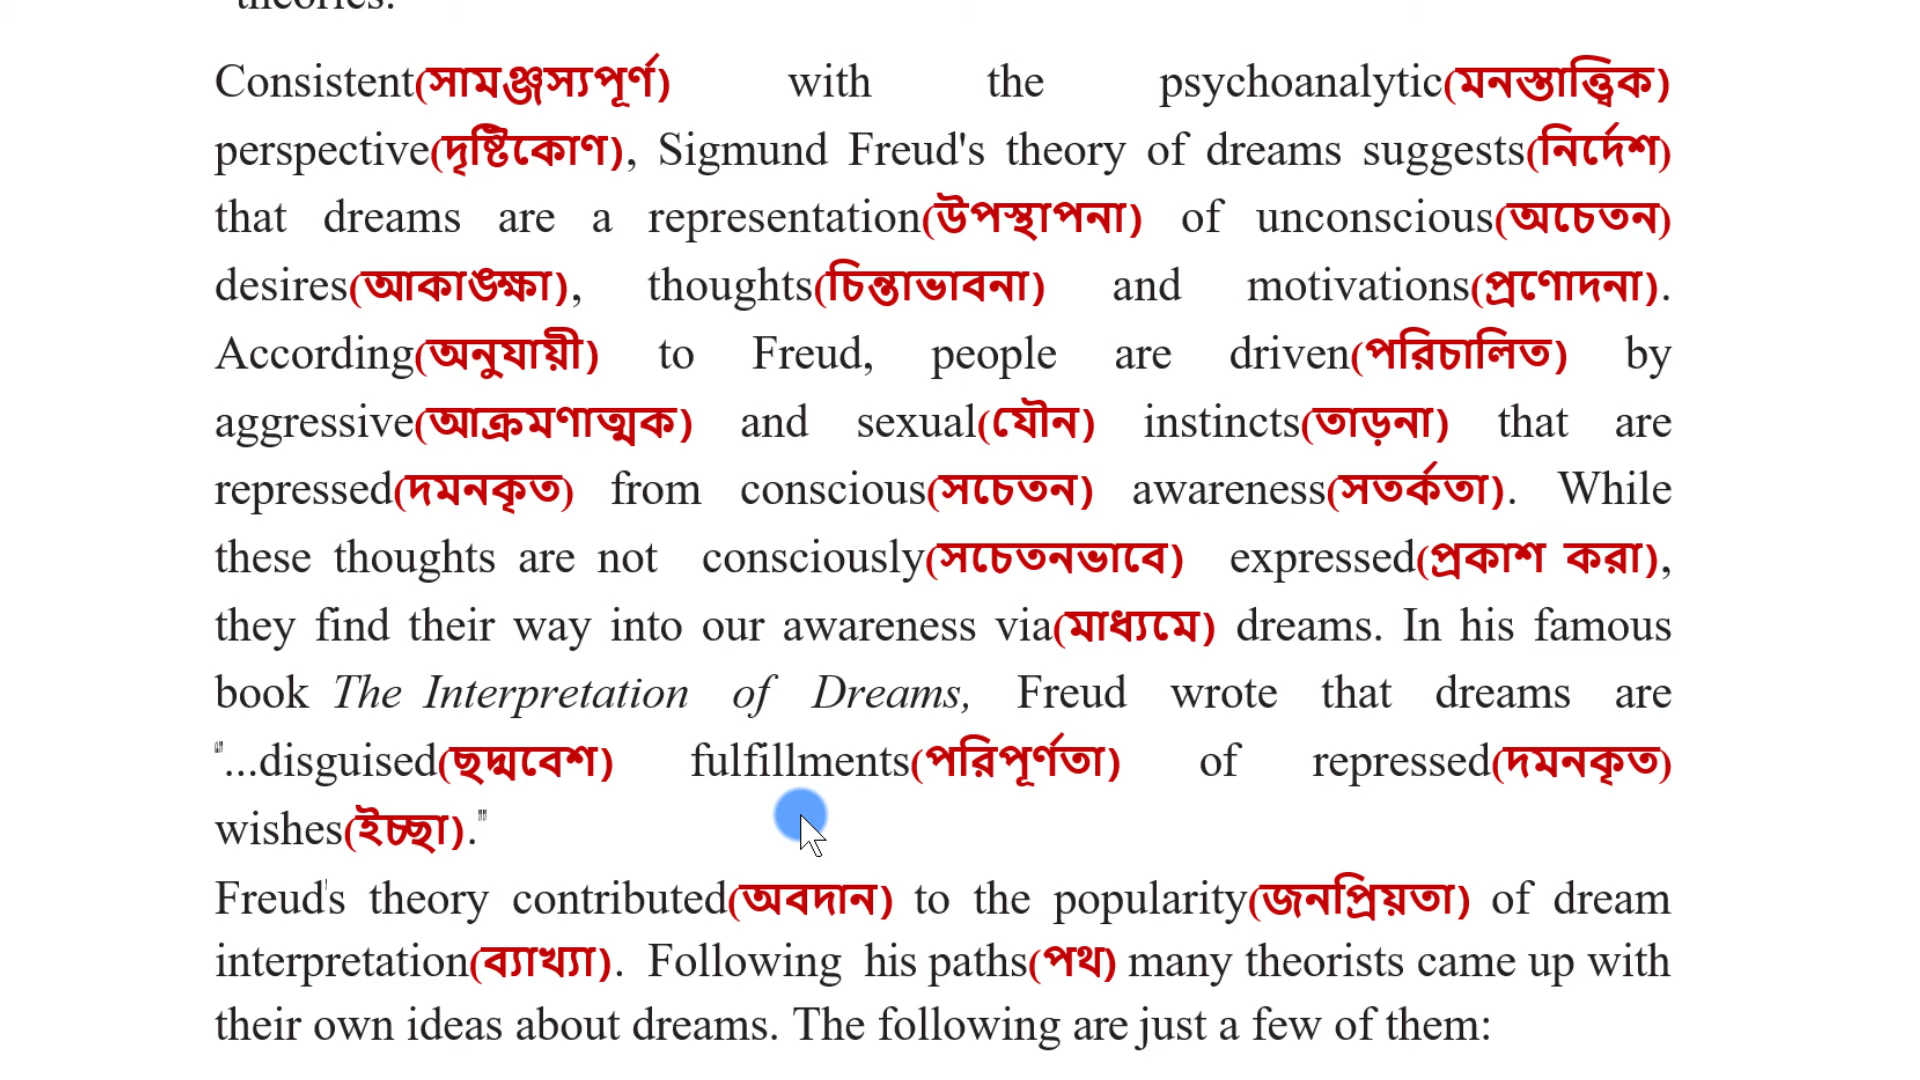 theories.
Consistent(সামঞ্জস্যপূর্ণ) with the psychoanalytic(মনস্তাত্ত্বিক)
perspective(দৃষ্টিকোণ), Sigmund Freud's theory of dreams suggests(নির্দেশ)
that dreams are a representation(উপস্থাপনা) of unconscious(অচেতন)
desires(আকাঙ্ক্ষা), thoughts(চিন্তাভাবনা) and motivations(প্রণোদনা).
According(অনুযায়ী) to Freud, people are driven(পরিচালিত) by
aggressive(আক্রমণাত্মক) and sexual(যৌন) instincts(তাড়না) that are
repressed(দমনকৃত) from conscious(সচেতন) awareness(সতর্কতা). While
these thoughts are not consciously(সচেতনভাবে) expressed(প্রকাশ করা),
they find their way into our awareness via(মাধ্যমে) dreams. In his famous
book The Interpretation of Dreams, Freud wrote that dreams are
"...disguised(ছদ্মবেশ) fulfillments(পরিপূর্ণতা) of repressed(দমনকৃত)
wishes(ইচ্ছা)."
Freud's theory contributed(অবদান) to the popularity(জনপ্রিয়তা) of dream
interpretation(ব্যাখ্যা). Following his paths(পথ) many theorists came up with
their own ideas about dreams. The following are just a few of them: